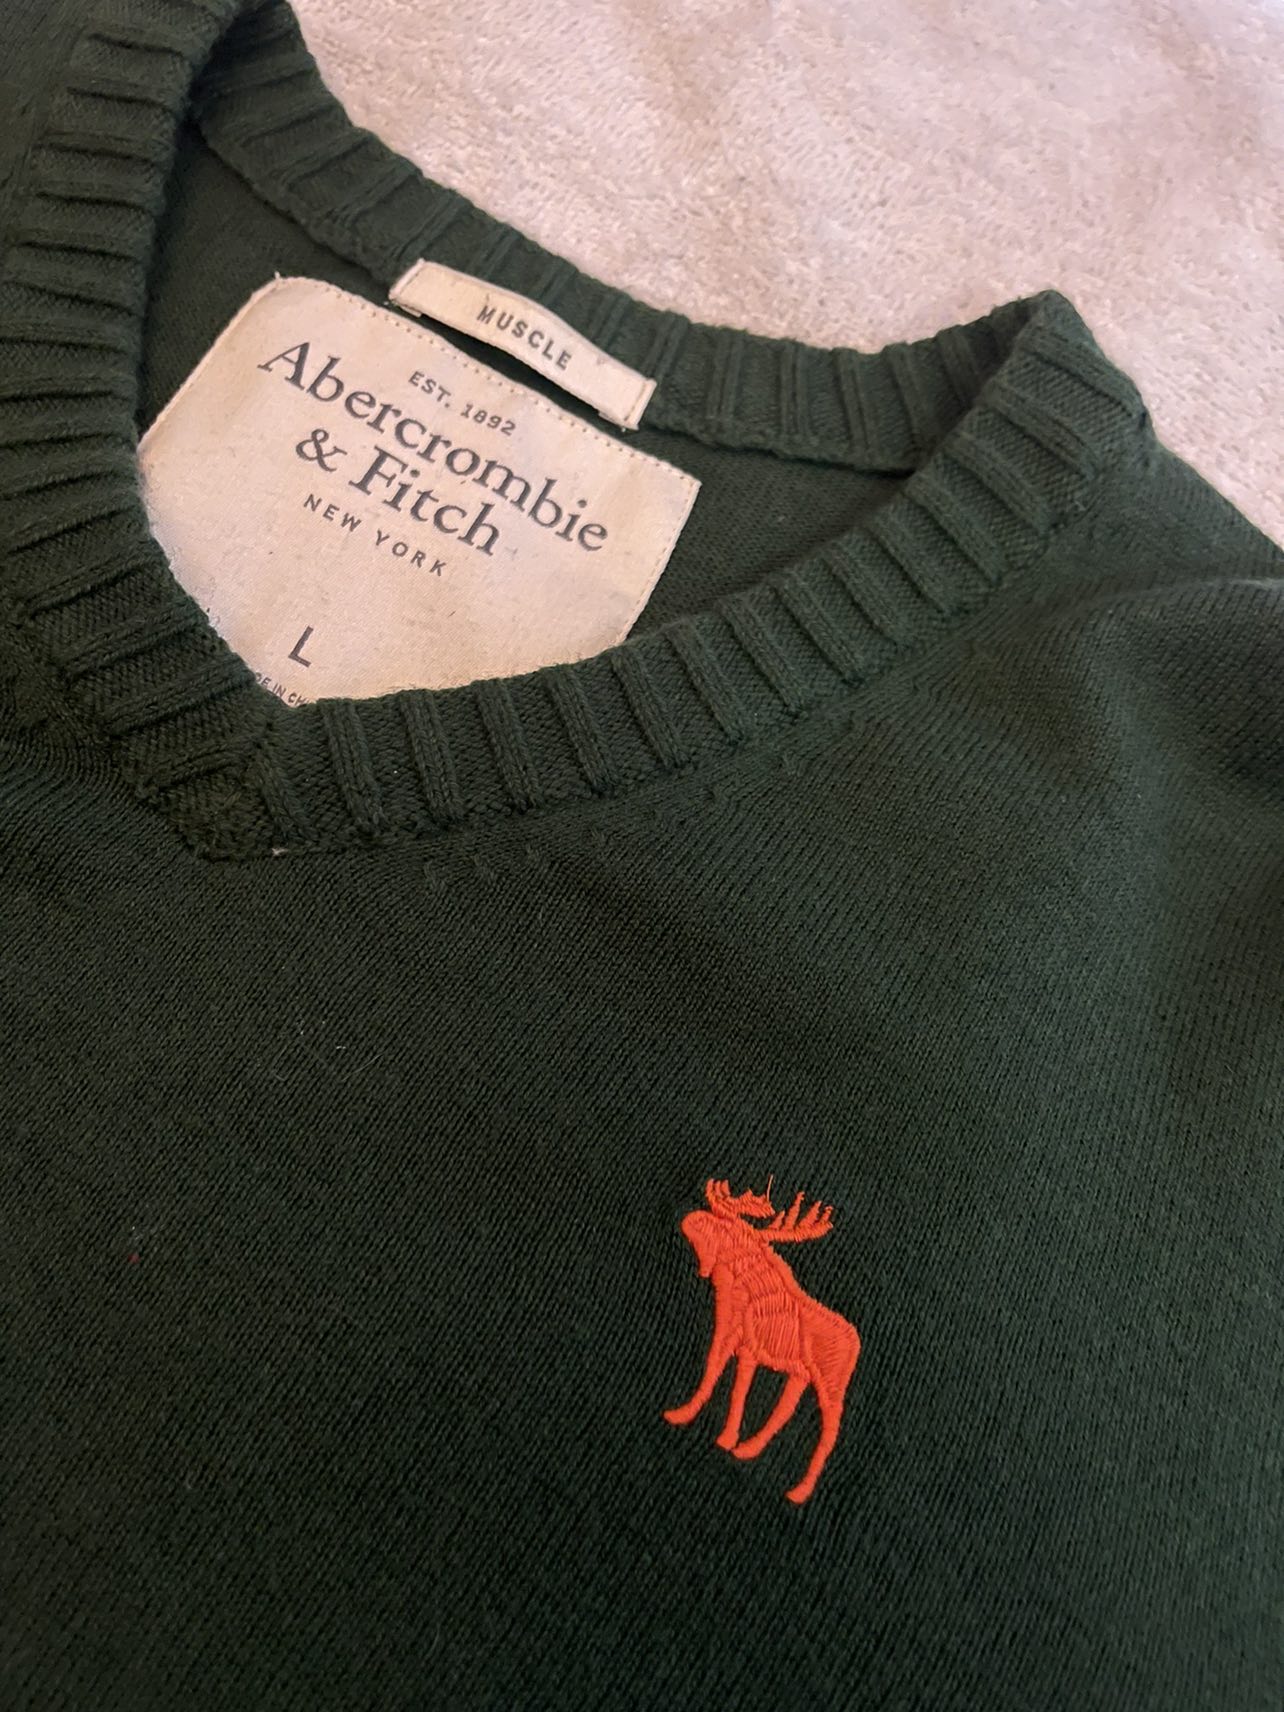 MUSCLE
EST. 1892
Abercrombie
& Fitch
NEW YORK
L